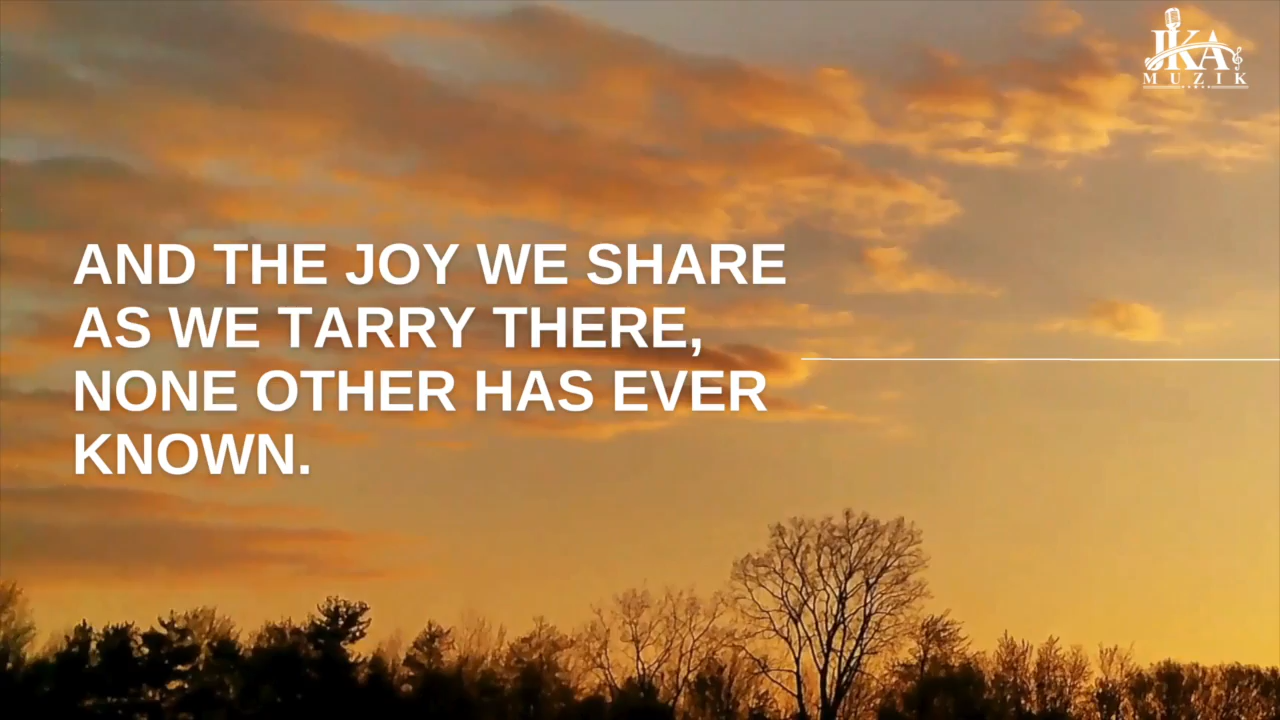 JKA
MUZIK
AND THE JOY WE SHARE
AS WE TARRY THERE,
NONE OTHER HAS EVER
KNOWN.